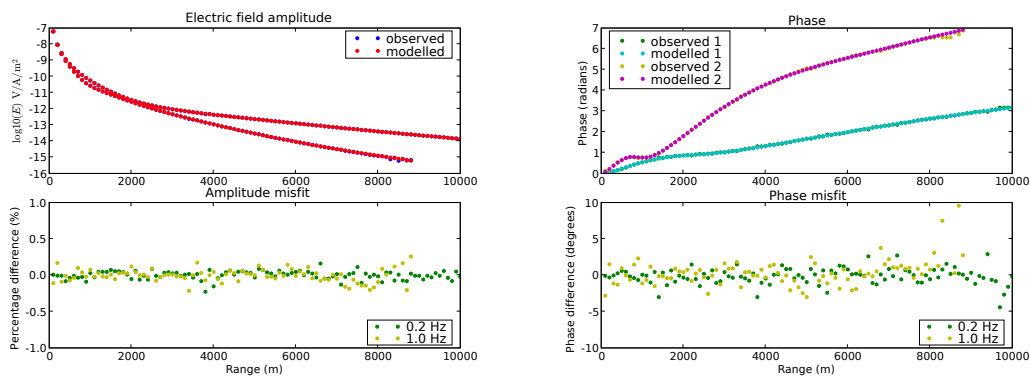 Electric field amplitude
log10(E) V/A/m²
-7
-8
-9
-10
-11
-12
-13
-14
-15
-16
observed
modelled
0 2000 4000 6000 8000 10000
Amplitude misfit
Percentage difference (%)
1.0
0.5
0.0
-0.5
-1.0
0.2 Hz
1.0 Hz
0 2000 4000 6000 8000 10000
Range (m)
Phase
Phase (radians)
7
6
5
4
3
2
1
0
observed 1
modelled 1
observed 2
modelled 2
0 2000 4000 6000 8000 10000
Range (m)
Phase misfit
Phase difference (degrees)
10
5
0
-5
-10
0.2 Hz
1.0 Hz
0 2000 4000 6000 8000 10000
Range (m)